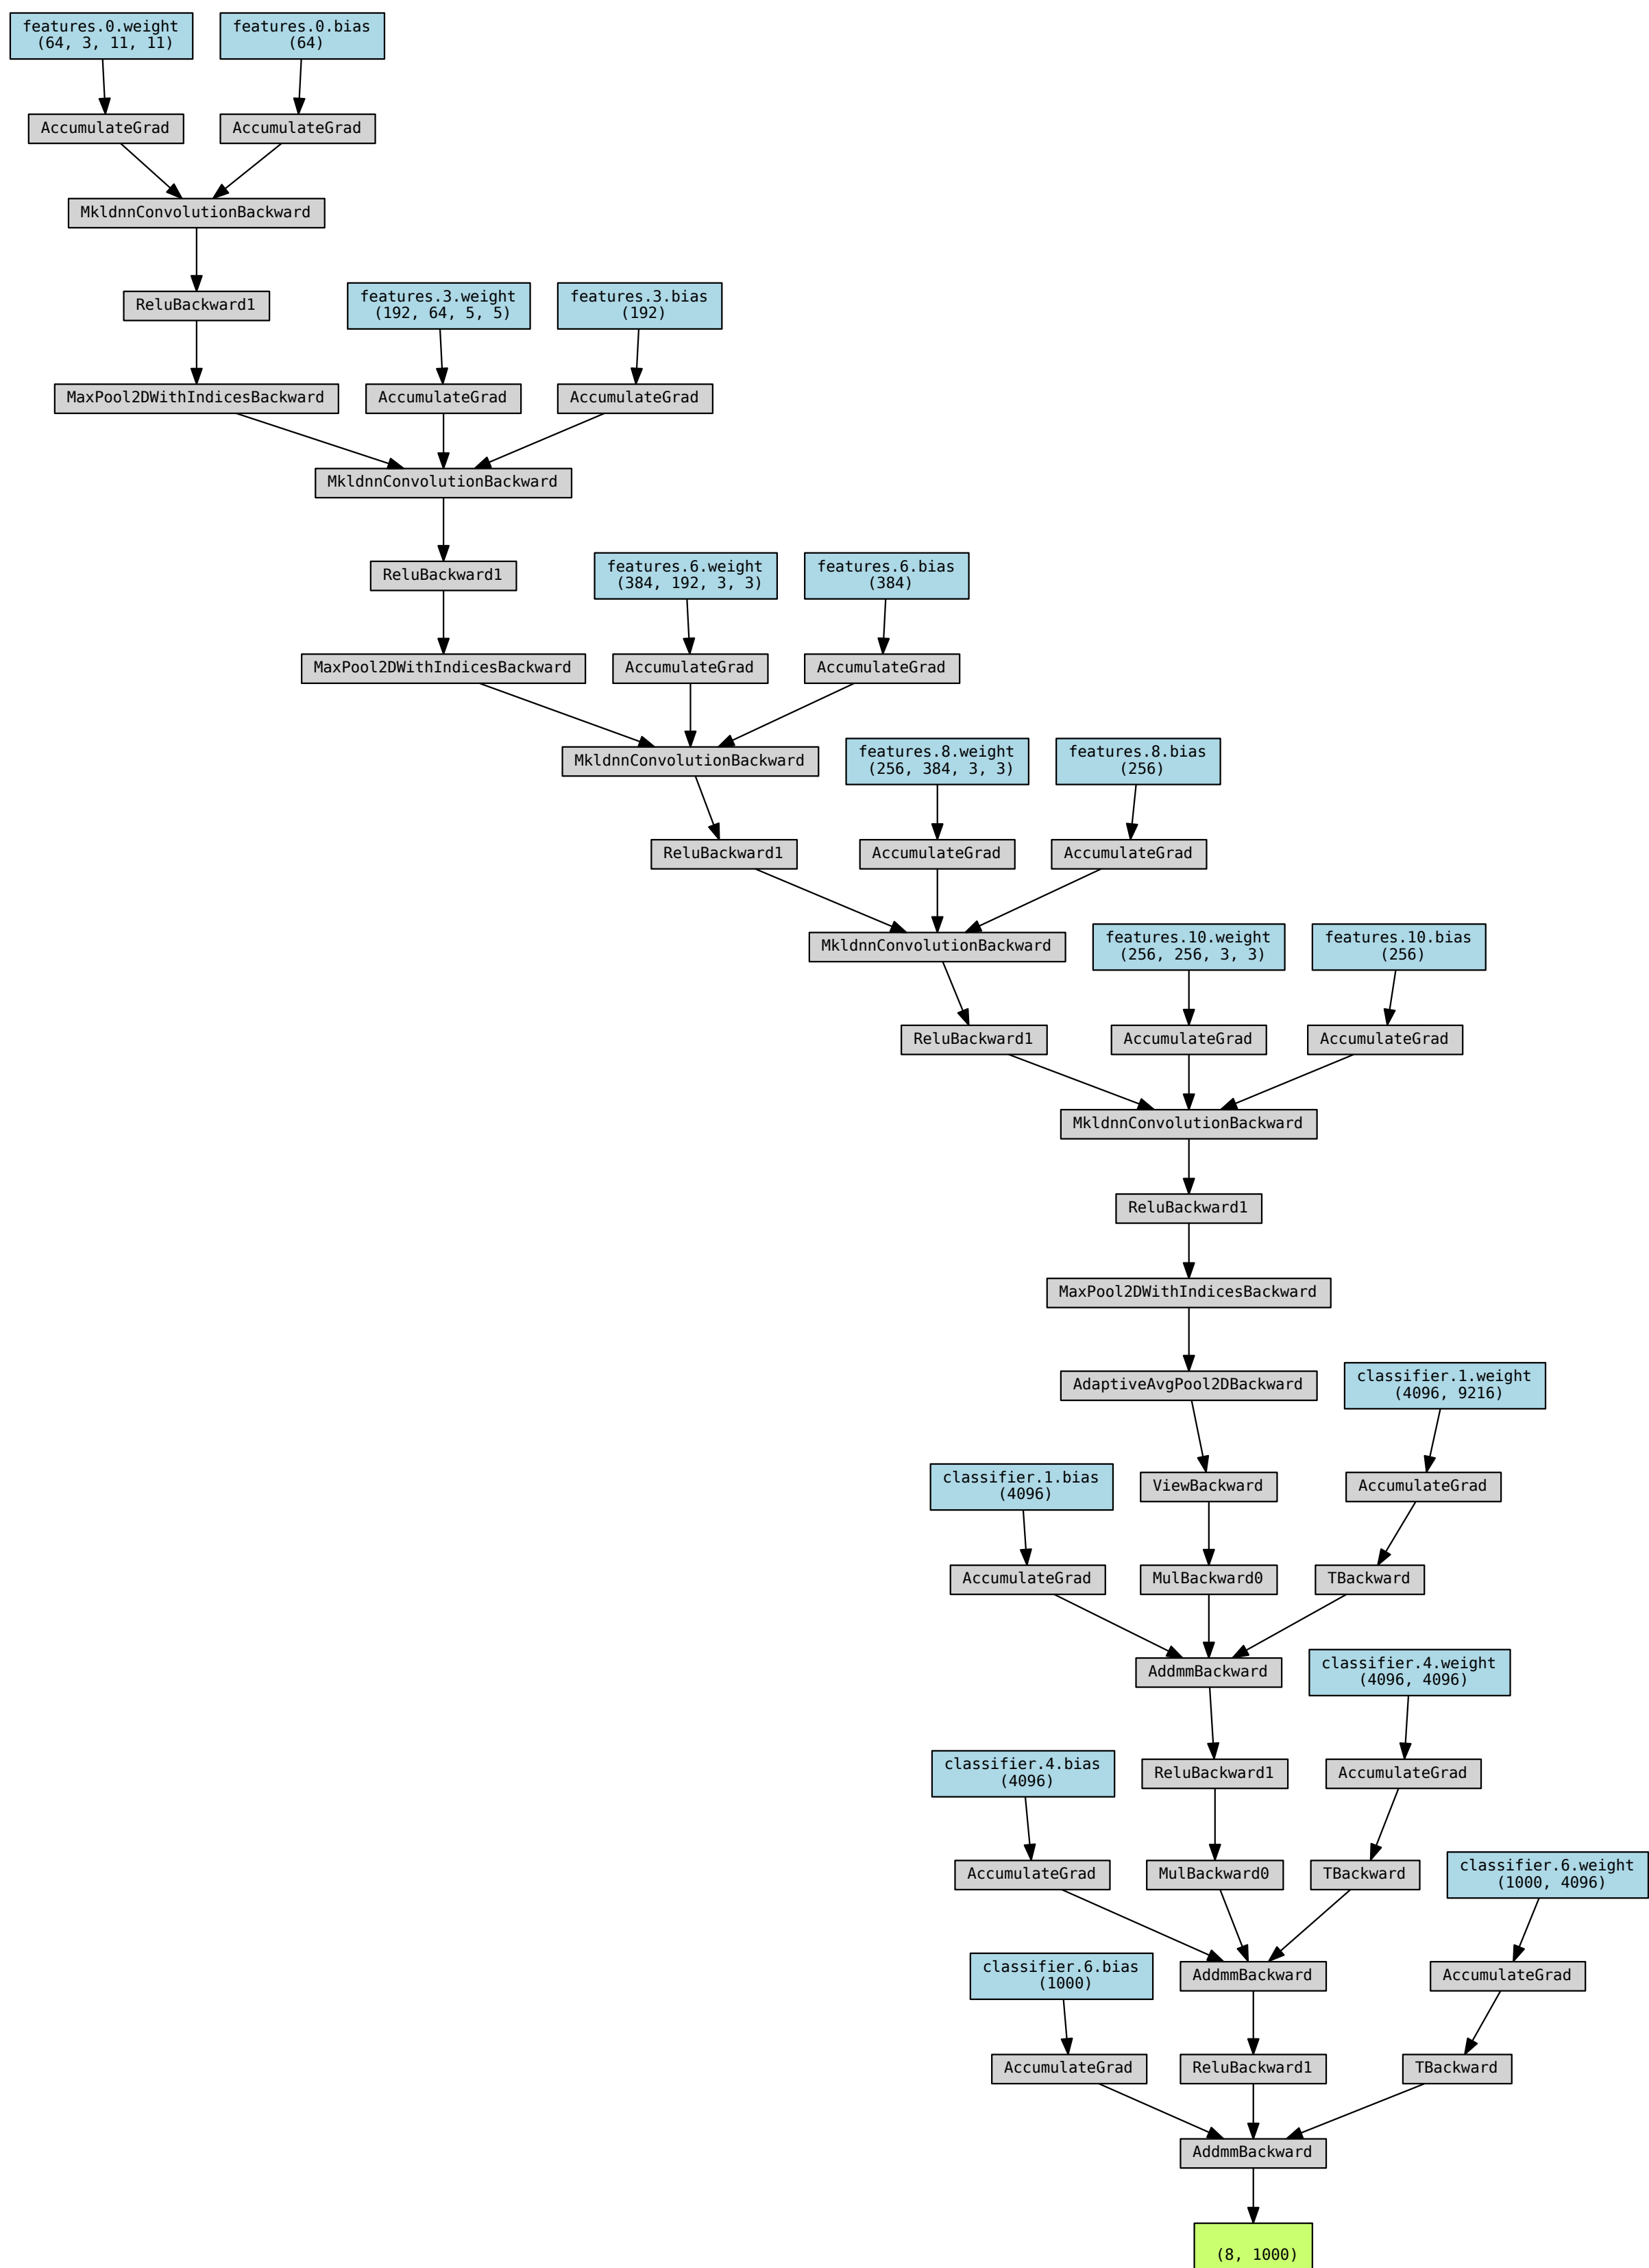 features.0.weight
(64, 3, 11, 11)
features.0.bias
(64)
AccumulateGrad
AccumulateGrad
MkldnnConvolutionBackward
ReluBackward1
features.3.weight
(192, 64, 5, 5)
features.3.bias
(192)
MaxPool2DWithIndicesBackward
AccumulateGrad
AccumulateGrad
MkldnnConvolutionBackward
ReluBackward1
features.6.weight
(384, 192, 3, 3)
features.6.bias
(384)
MaxPool2DWithIndicesBackward
AccumulateGrad
AccumulateGrad
MkldnnConvolutionBackward
features.8.weight
(256, 384, 3, 3)
features.8.bias
(256)
ReluBackward1
AccumulateGrad
AccumulateGrad
MkldnnConvolutionBackward
features.10.weight
(256, 256, 3, 3)
features.10.bias
(256)
ReluBackward1
AccumulateGrad
AccumulateGrad
MkldnnConvolutionBackward
ReluBackward1
MaxPool2DWithIndicesBackward
AdaptiveAvgPool2DBackward
classifier.1.weight
(4096, 9216)
classifier.1.bias
(4096)
ViewBackward
AccumulateGrad
AccumulateGrad
MulBackward0
TBackward
AddmmBackward
classifier.4.weight
(4096, 4096)
classifier.4.bias
(4096)
ReluBackward1
AccumulateGrad
AccumulateGrad
MulBackward0
TBackward
classifier.6.weight
(1000, 4096)
classifier.6.bias
(1000)
AddmmBackward
AccumulateGrad
AccumulateGrad
ReluBackward1
TBackward
AddmmBackward
(8, 1000)